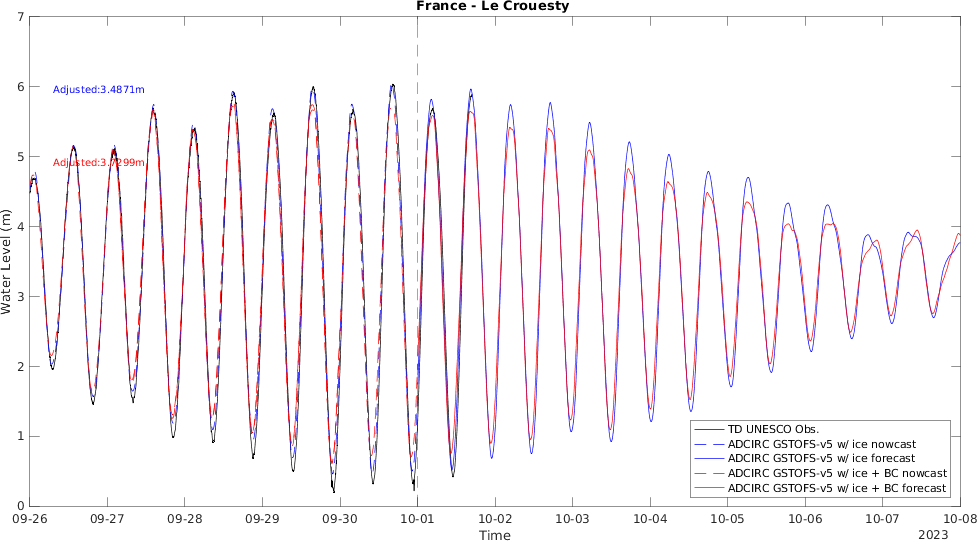 France - Le Crouesty
7
6
5
4
3
2
1
0
Water Level (m)
Adjusted:3.4871m
Adjusted:3.7299m
TD UNESCO Obs.
ADCIRC GSTOFS-v5 w/ ice nowcast
ADCIRC GSTOFS-v5 w/ ice forecast
ADCIRC GSTOFS-v5 w/ ice + BC nowcast
ADCIRC GSTOFS-v5 w/ ice + BC forecast
09-26 09-27 09-28 09-29 09-30 10-01 10-02 10-03 10-04 10-05 10-06 10-07 10-08
Time
2023